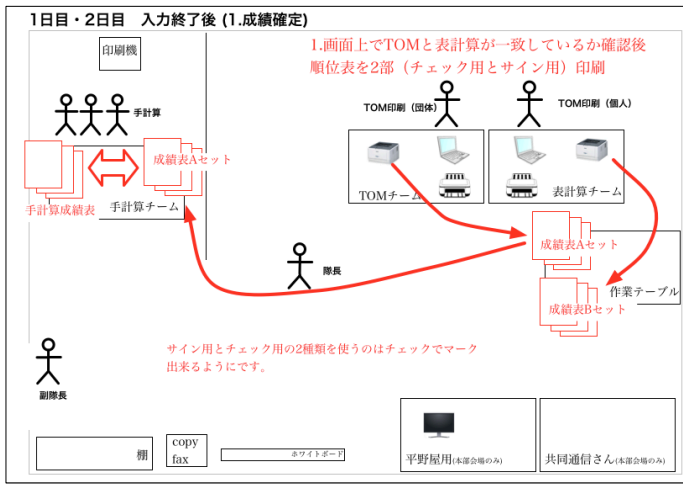 1日目・2日目　入力終了後 (1.成績確定)
印刷機
1.画面上でTOMと表計算が一致しているか確認後
順位表を2部（チェック用とサイン用）印刷
手計算
TOM印刷（団体）
TOM印刷（個人）
成績表Aセット
手計算成績表
手計算チーム
TOMチーム
表計算チーム
成績表Aセット
作業テーブル
成績表Bセット
隊長
サイン用とチェック用の2種類を使うのはチェックでマーク
出来るようにです。
副隊長
棚
copy
fax
ホワイトボード
平野屋用(本部会場のみ)
共同通信さん(本部会場のみ)